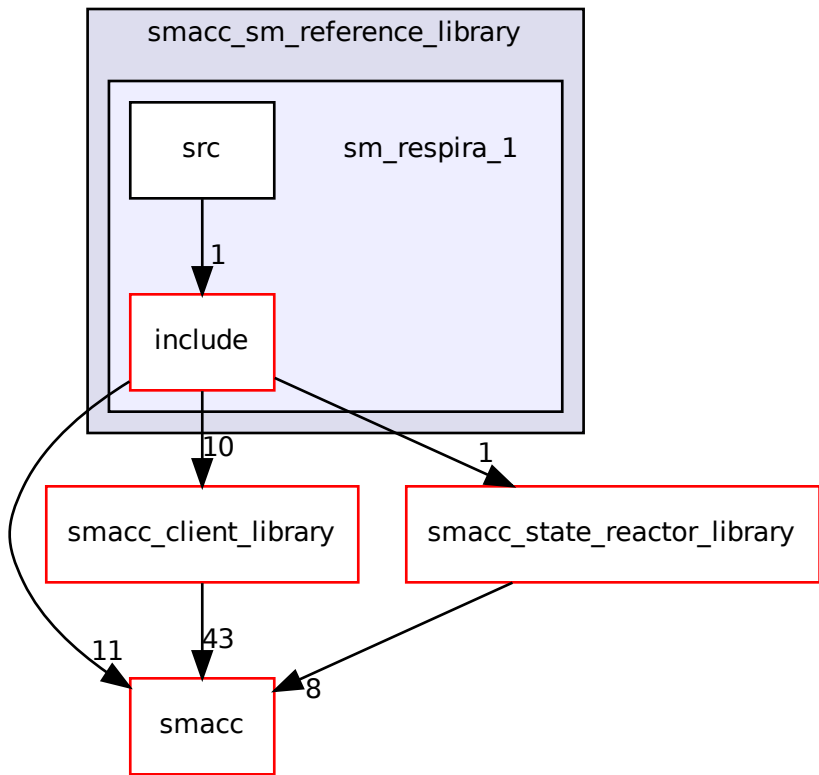 smacc_sm_reference_library
src
sm_respira_1
1
include
10
1
smacc_client_library
smacc_state_reactor_library
11
43
8
smacc